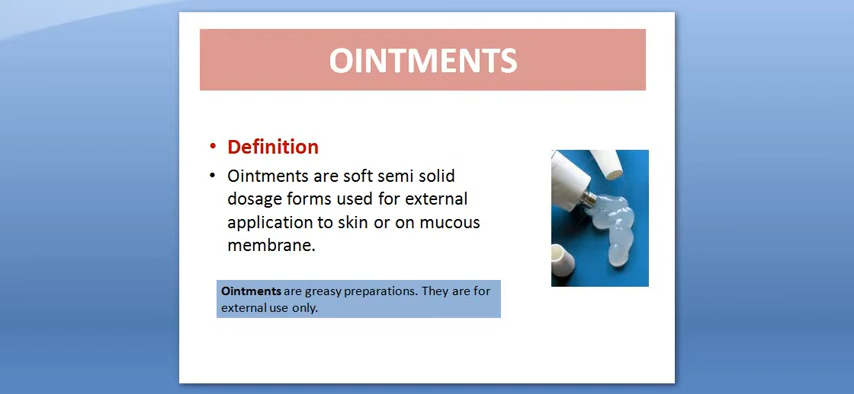 OINTMENTS
• Definition
• Ointments are soft semi solid
dosage forms used for external
application to skin or on mucous
membrane.
Ointments are greasy preparations. They are for
external use only.